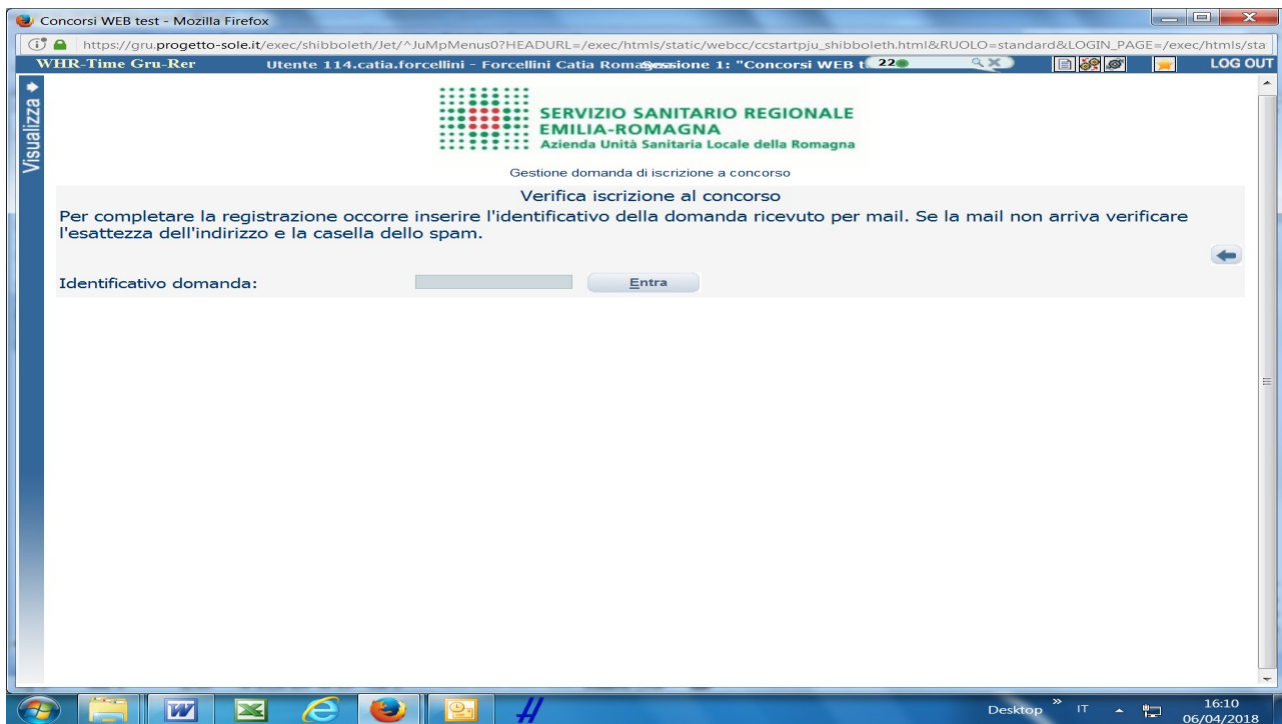 Concorsi WEB test - Mozilla Firefox
https://gru.progetto-sole.it/exec/shibboleth/Jet/^JuMpMenus0?HEADURL=/exec/htmls/static/webcc/ccstartpju_shibboleth.html&RUOLO=standard&LOGIN_PAGE=/exec/htmls/sta
WHR-Time Gru-Rer Utente 114.catia.forcellini - Forcellini Catia Romag ssione 1: "Concorsi WEB t 22 LOG OUT
Visualizza
SERVIZIO SANITARIO REGIONALE
EMILIA-ROMAGNA
Azienda Unità Sanitaria Locale della Romagna
Gestione domanda di iscrizione a concorso
Verifica iscrizione al concorso
Per completare la registrazione occorre inserire l'identificativo della domanda ricevuto per mail. Se la mail non arriva verificare
l'esattezza dell'indirizzo e la casella dello spam.
Identificativo domanda: Entra
Desktop » IT 16:10
06/04/2018